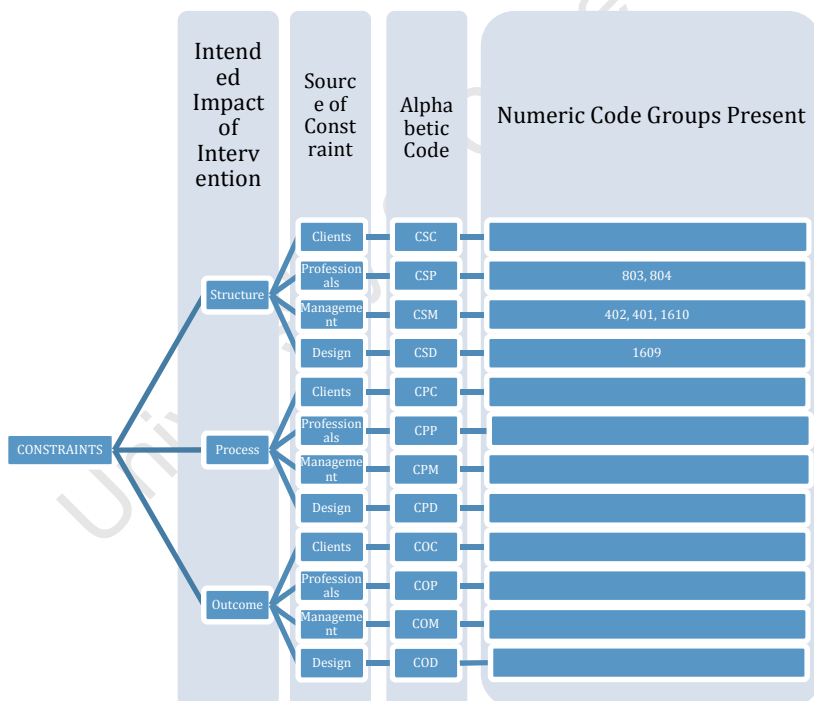 Intend
ed
Impact
of
Interv
ention
Sourc
e of
Const
raint
Alpha
betic
Code
Numeric Code Groups Present
CONSTRAINTS
Structure
Clients
CSC
Profession
als
CSP
803, 804
Manageme
nt
CSM
402, 401, 1610
Design
CSD
1609
Process
Clients
CPC
Profession
als
CPP
Manageme
nt
CPM
Design
CPD
Outcome
Clients
COC
Profession
als
COP
Manageme
nt
COM
Design
COD